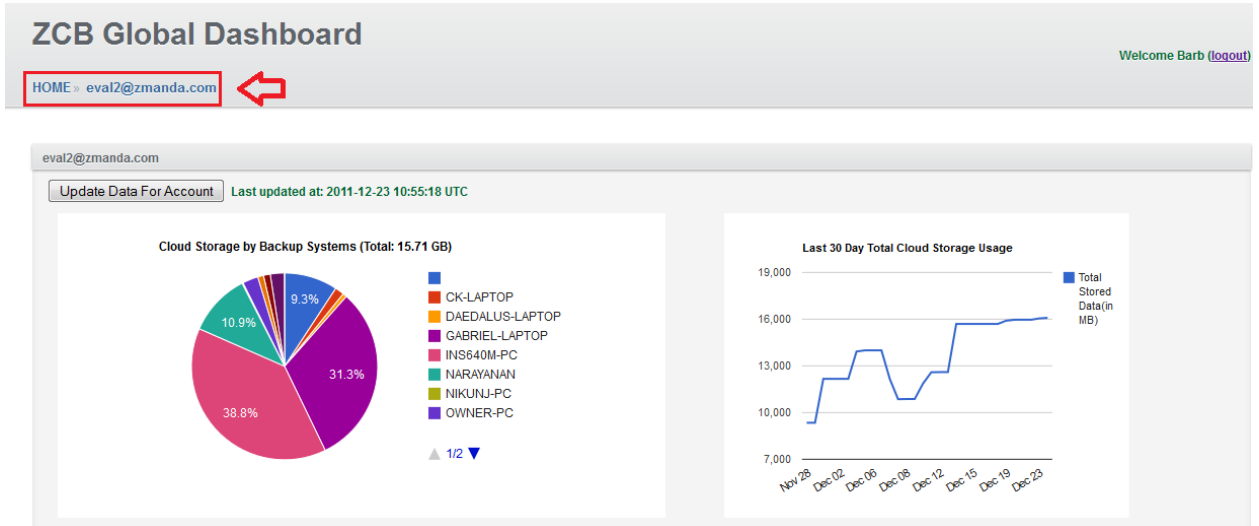 ZCB Global Dashboard
Welcome Barb (logout)
HOME » eval2@zmanda.com
eval2@zmanda.com
Update Data For Account Last updated at: 2011-12-23 10:55:18 UTC
Cloud Storage by Backup Systems (Total: 15.71 GB)
9.3%
10.9%
31.3%
38.8%
CK-LAPTOP
DAEDALUS-LAPTOP
GABRIEL-LAPTOP
INS640M-PC
NARAYANAN
NIKUNJ-PC
OWNER-PC
1/2
Last 30 Day Total Cloud Storage Usage
19,000
16,000
13,000
10,000
7,000
Nov 28 Dec 02 Dec 06 Dec 08 Dec 12 Dec 15 Dec 19 Dec 23
Total
Stored
Data(in
MB)